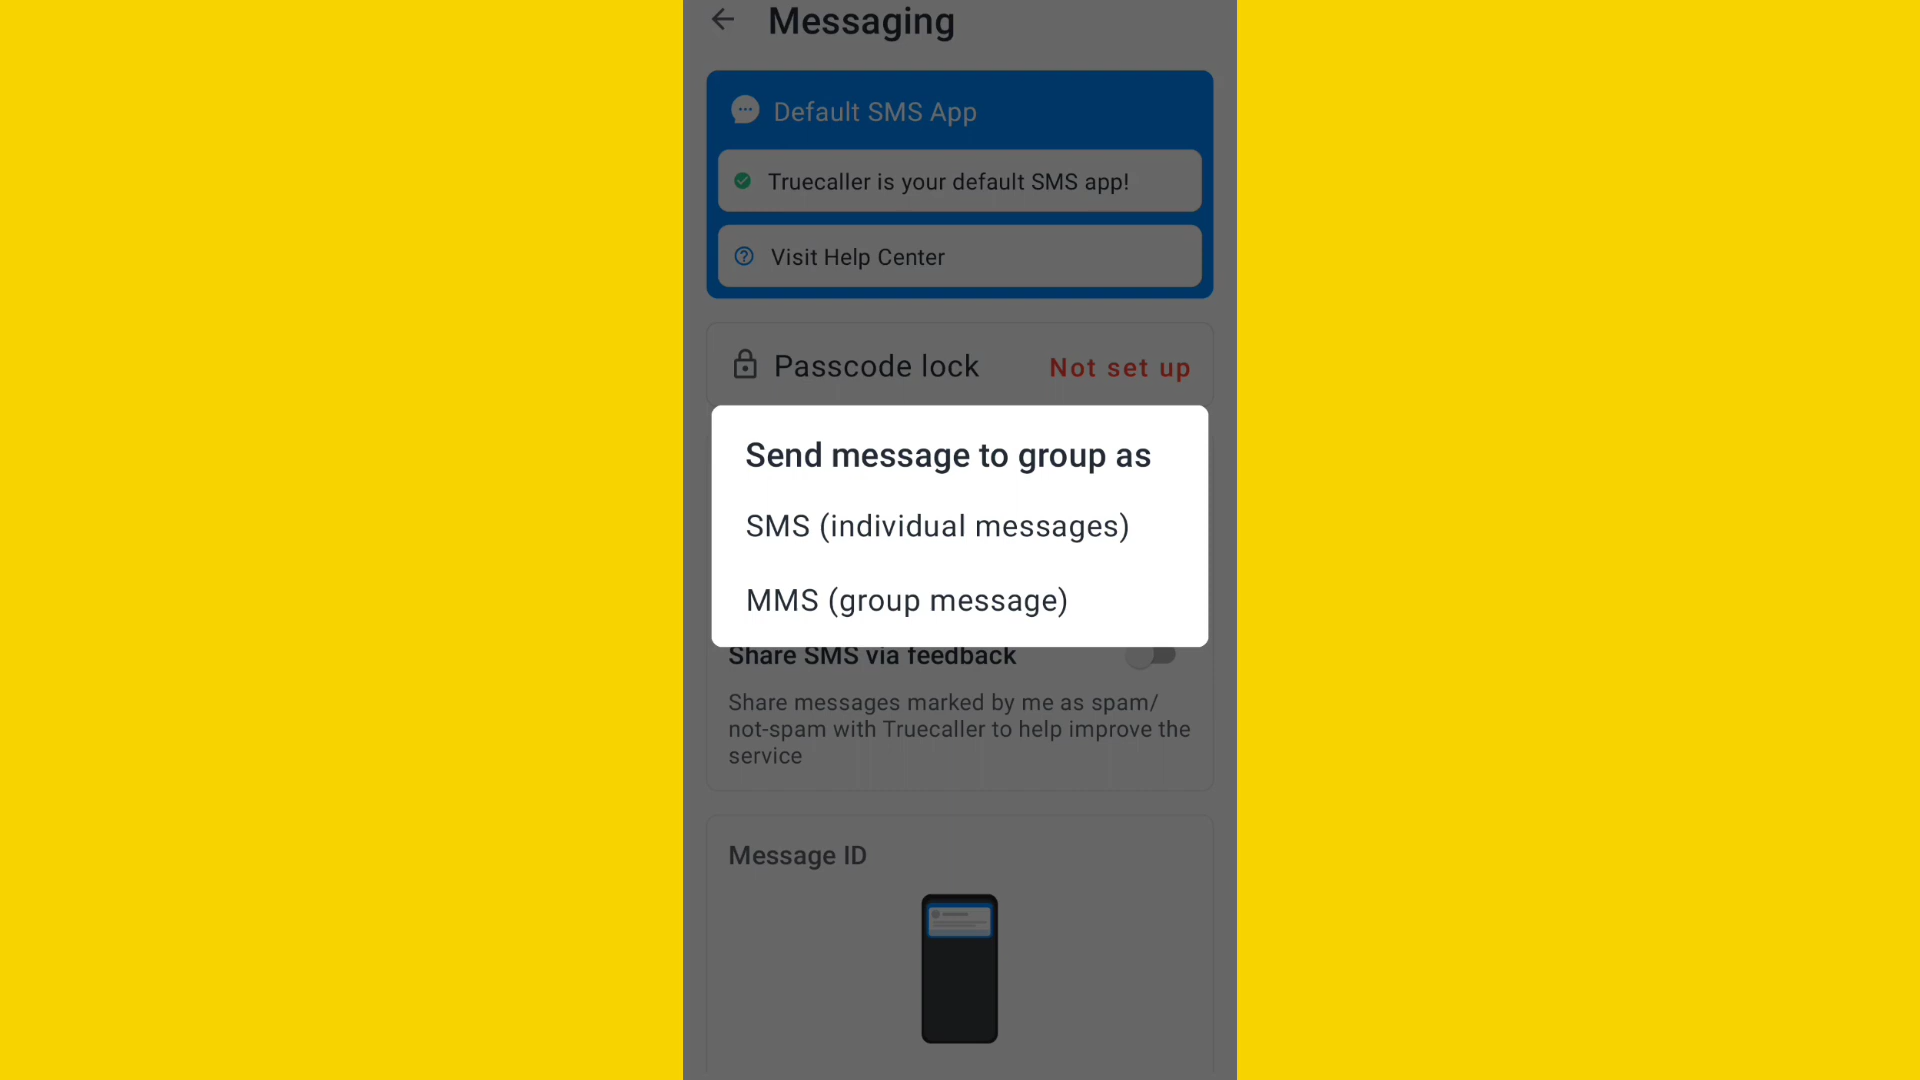 Messaging
Default SMS App
Truecaller is your default SMS app!
Visit Help Center
Passcode lock
Not set up
Send message to group as
SMS (individual messages)
MMS (group message)
Share SMS via feedback
Share messages marked by me as spam/
not-spam with Truecaller to help improve the
service
Message ID